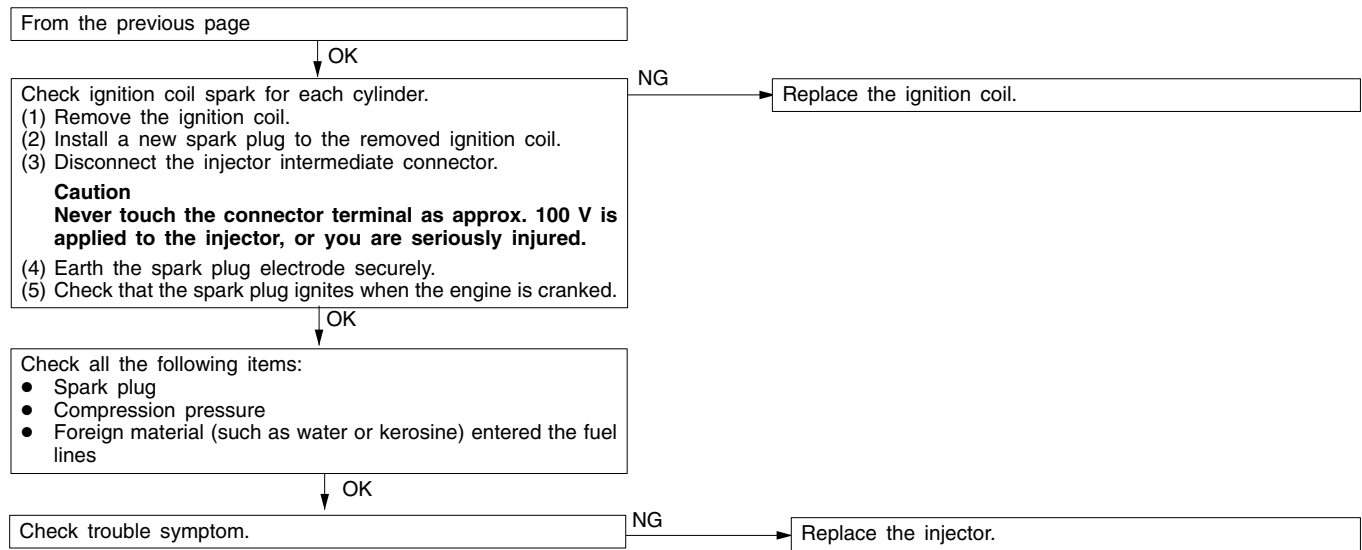 From the previous page
OK
Check ignition coil spark for each cylinder.
(1) Remove the ignition coil.
(2) Install a new spark plug to the removed ignition coil.
(3) Disconnect the injector intermediate connector.
Caution
Never touch the connector terminal as approx. 100 V is
applied to the injector, or you are seriously injured.
(4) Earth the spark plug electrode securely.
(5) Check that the spark plug ignites when the engine is cranked.
NG
Replace the ignition coil.
OK
Check all the following items:
● Spark plug
● Compression pressure
● Foreign material (such as water or kerosine) entered the fuel
lines
OK
Check trouble symptom.
NG
Replace the injector.